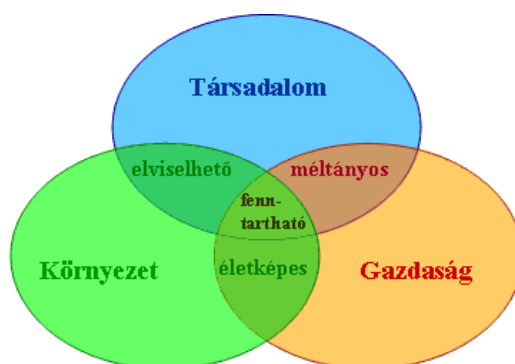 Társadalom
elviselhető
méltányos
fenn-
tartható
Környezet
életképes
Gazdaság